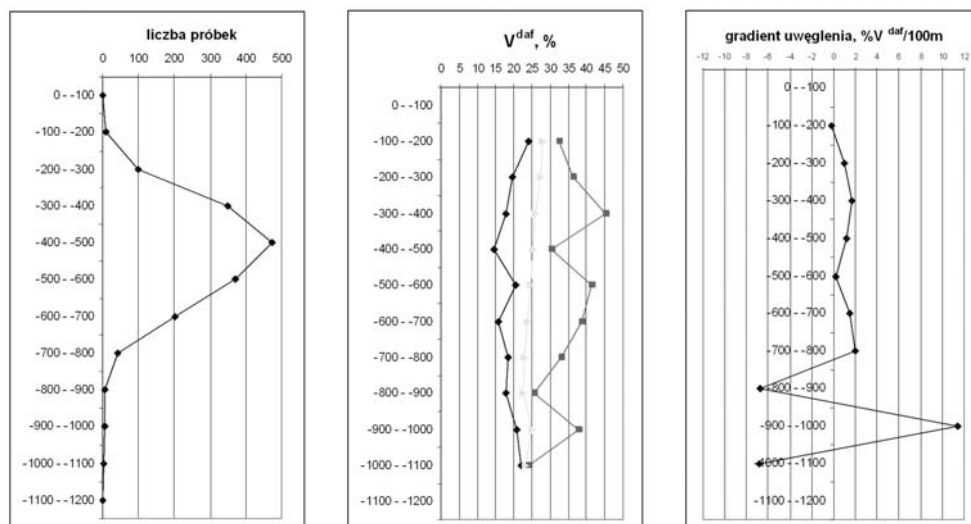 liczba próbek
0 100 200 300 400 500
0 - -100
-100 - -200
-200 - -300
-300 - -400
-400 - -500
-500 - -600
-600 - -700
-700 - -800
-800 - -900
-900 - -1000
-1000 - -1100
-1100 - -1200
V daf, %
0 5 10 15 20 25 30 35 40 45 50
0 - -100
-100 - -200
-200 - -300
-300 - -400
-400 - -500
-500 - -600
-600 - -700
-700 - -800
-800 - -900
-900 - -1000
-1000 - -1100
-1100 - -1200
gradient uwęglenia, %V daf/100m
-12 -10 -8 -6 -4 -2 0 2 4 6 8 10 12
0 - -100
-100 - -200
-200 - -300
-300 - -400
-400 - -500
-500 - -600
-600 - -700
-700 - -800
-800 - -900
-900 - -1000
-1000 - -1100
-1100 - -1200